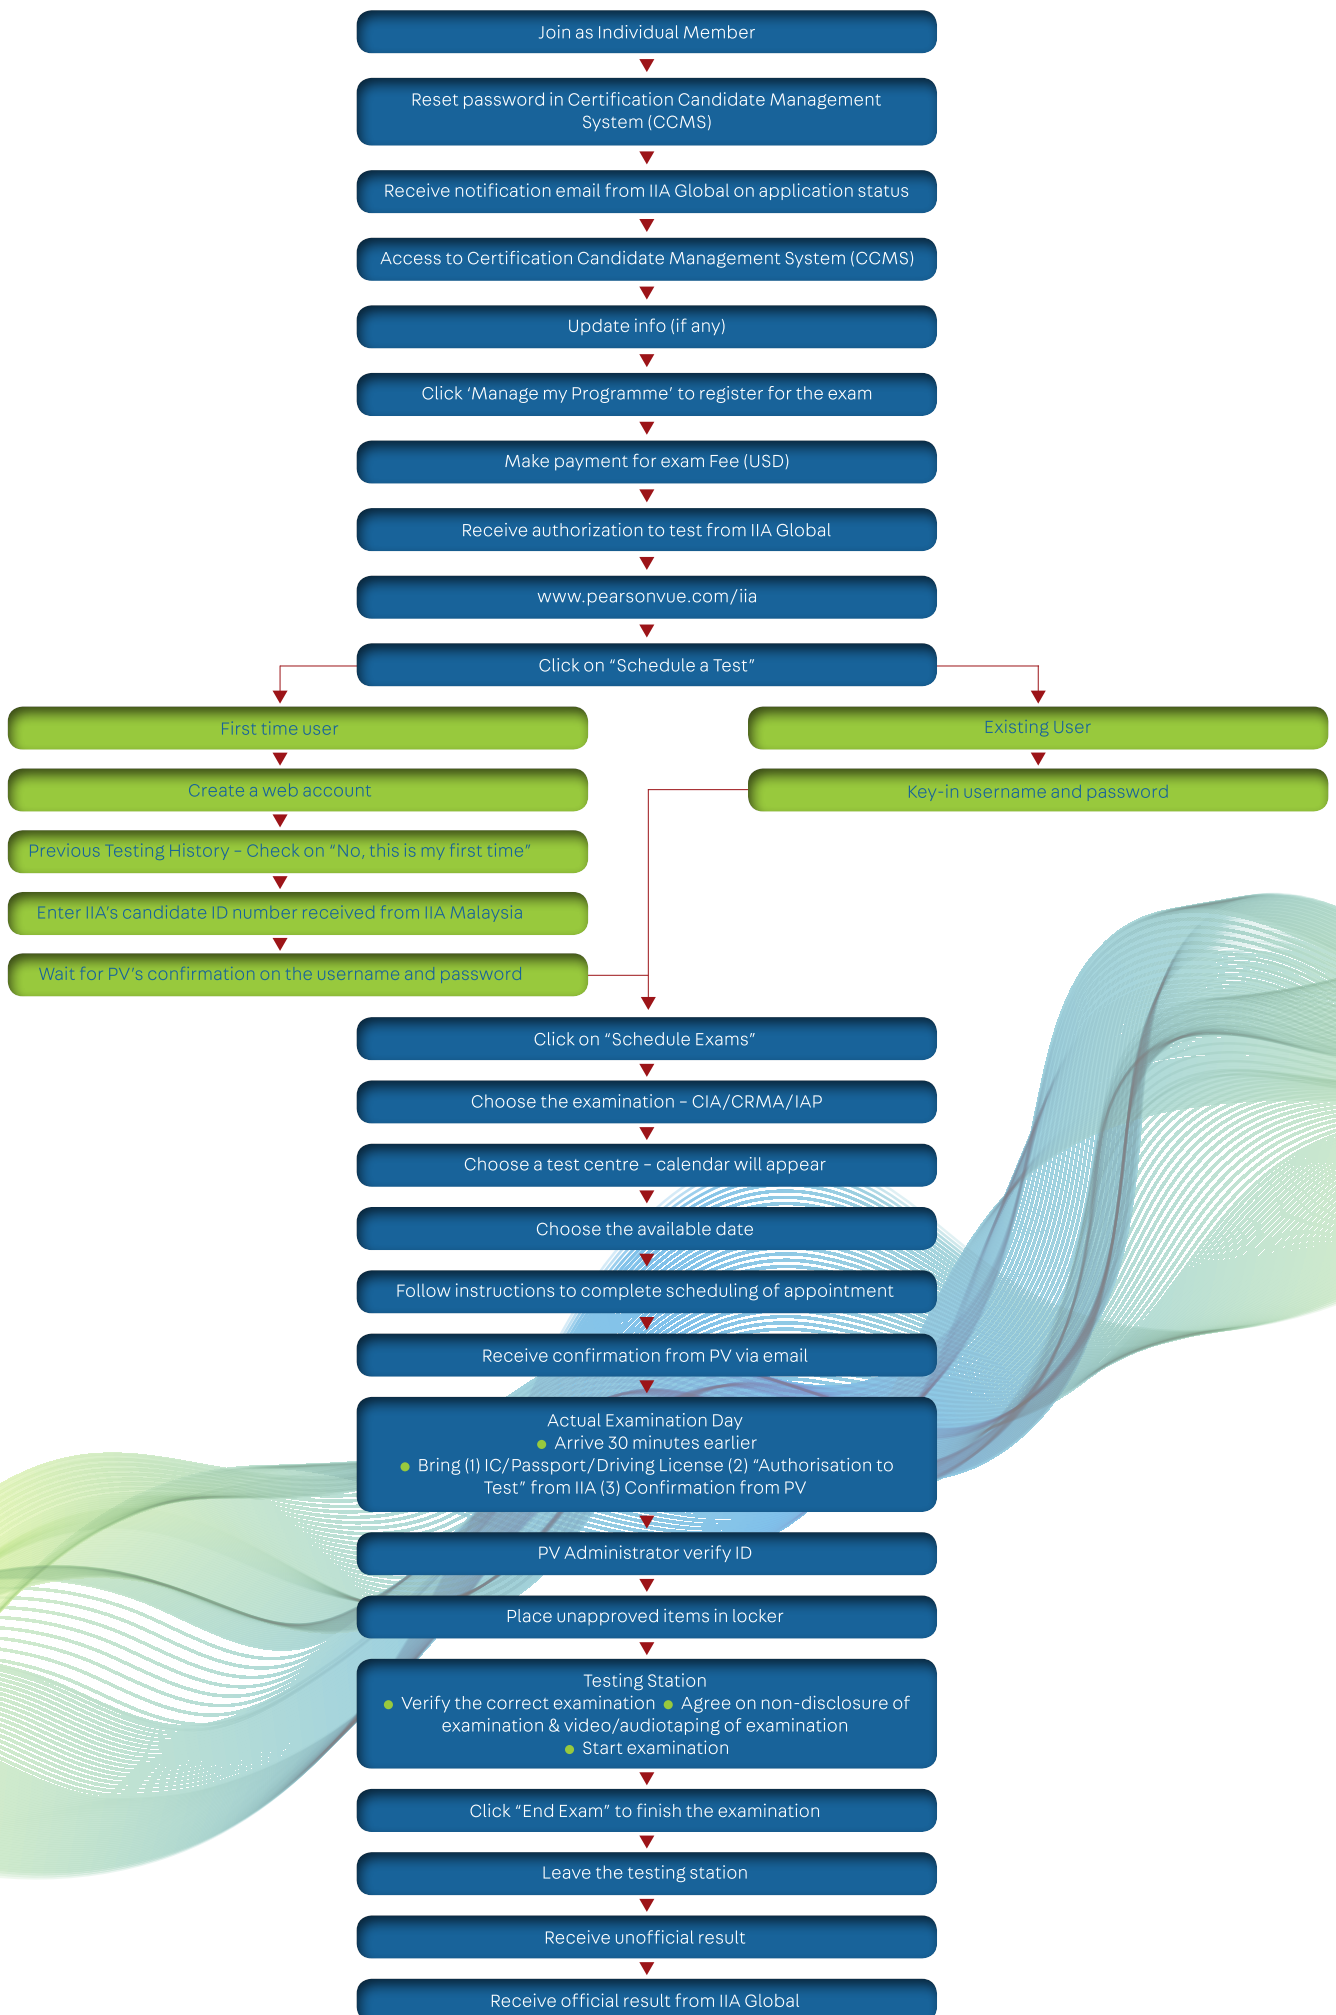 Join as Individual Member
Reset password in Certification Candidate Management
System (CCMS)
Receive notification email from IIA Global on application status
Access to Certification Candidate Management System (CCMS)
Update info (if any)
Click ‘Manage my Programme’ to register for the exam
Make payment for exam Fee (USD)
Receive authorization to test from IIA Global
www.pearsonvue.com/iia
Click on “Schedule a Test”
First time user
Create a web account
Previous Testing History – Check on “No, this is my first time”
Enter IIA’s candidate ID number received from IIA Malaysia
Wait for PV’s confirmation on the username and password
Existing User
Key-in username and password
Click on “Schedule Exams”
Choose the examination – CIA/CRMA/IAP
Choose a test centre – calendar will appear
Choose the available date
Follow instructions to complete scheduling of appointment
Receive confirmation from PV via email
Actual Examination Day
● Arrive 30 minutes earlier
● Bring (1) IC/Passport/Driving License (2) “Authorisation to
Test” from IIA (3) Confirmation from PV
PV Administrator verify ID
Place unapproved items in locker
Testing Station
● Verify the correct examination ● Agree on non-disclosure of
examination & video/audiotaping of examination
● Start examination
Click “End Exam” to finish the examination
Leave the testing station
Receive unofficial result
Receive official result from IIA Global